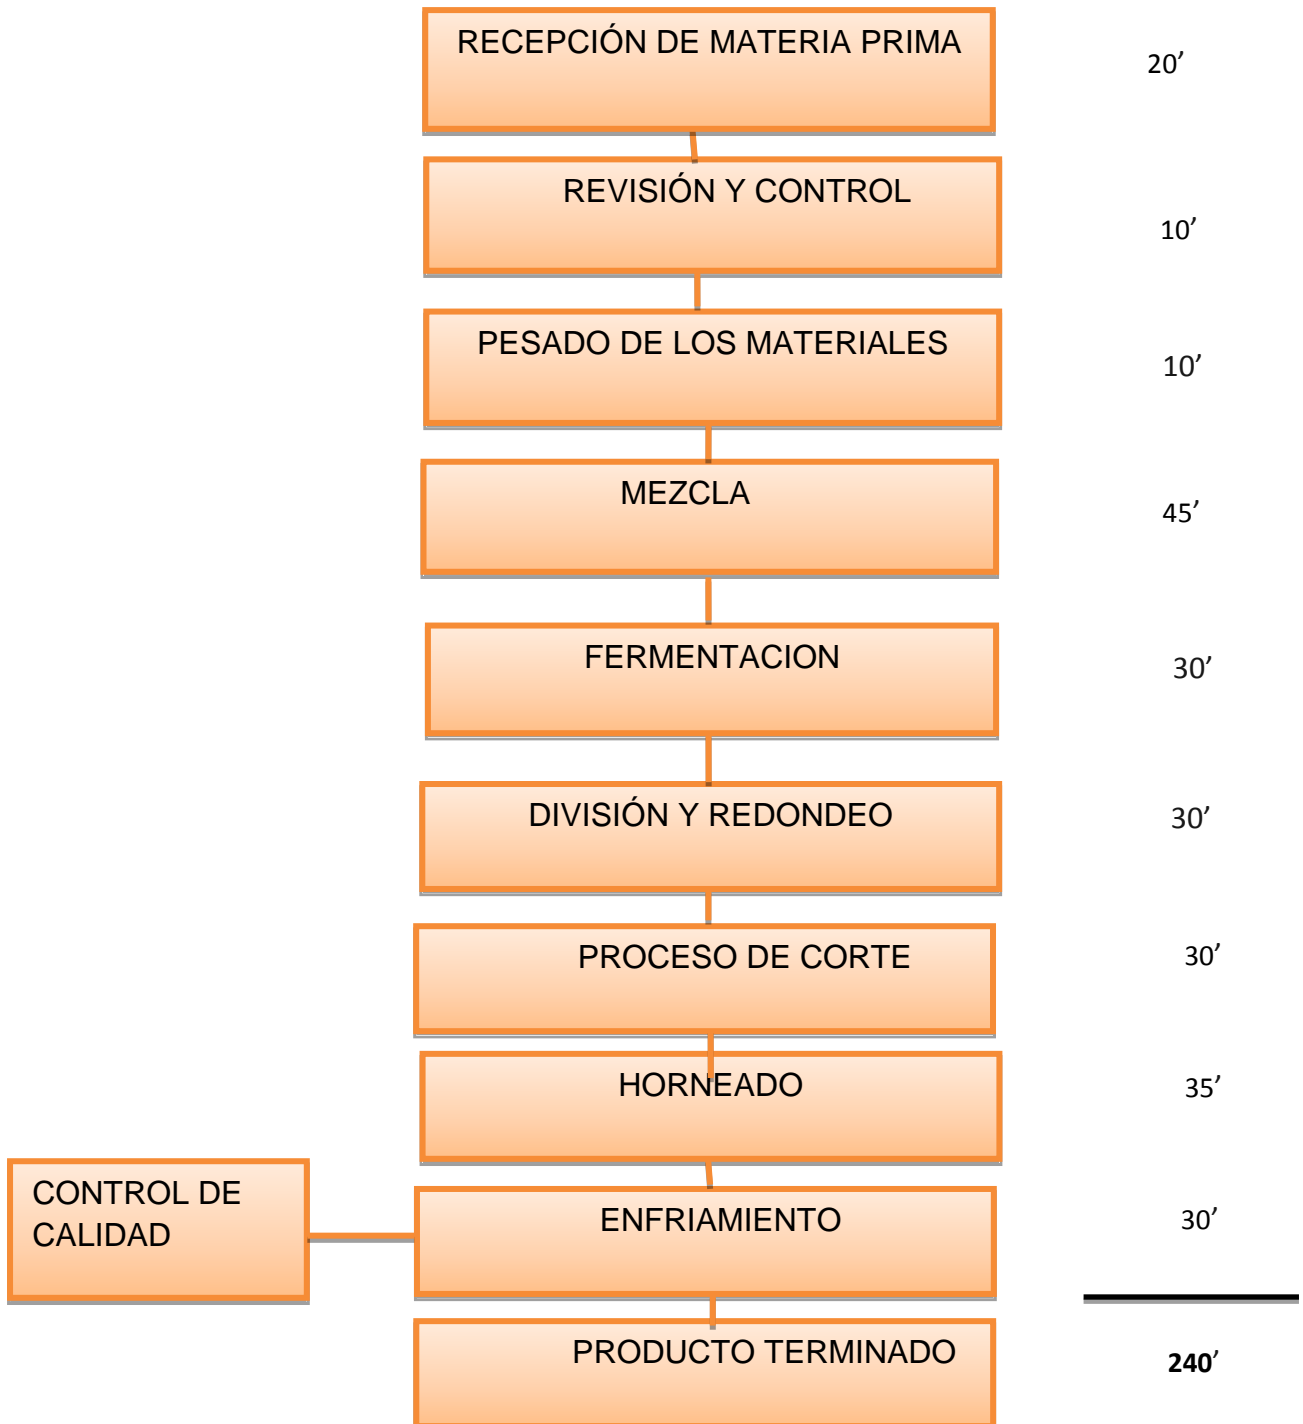 RECEPCIÓN DE MATERIA PRIMA
20’
REVISIÓN Y CONTROL
10’
PESADO DE LOS MATERIALES
10’
MEZCLA
45’
FERMENTACION
30’
DIVISIÓN Y REDONDEO
30’
PROCESO DE CORTE
30’
HORNEADO
35’
CONTROL DE
CALIDAD
ENFRIAMIENTO
30’
PRODUCTO TERMINADO
240’